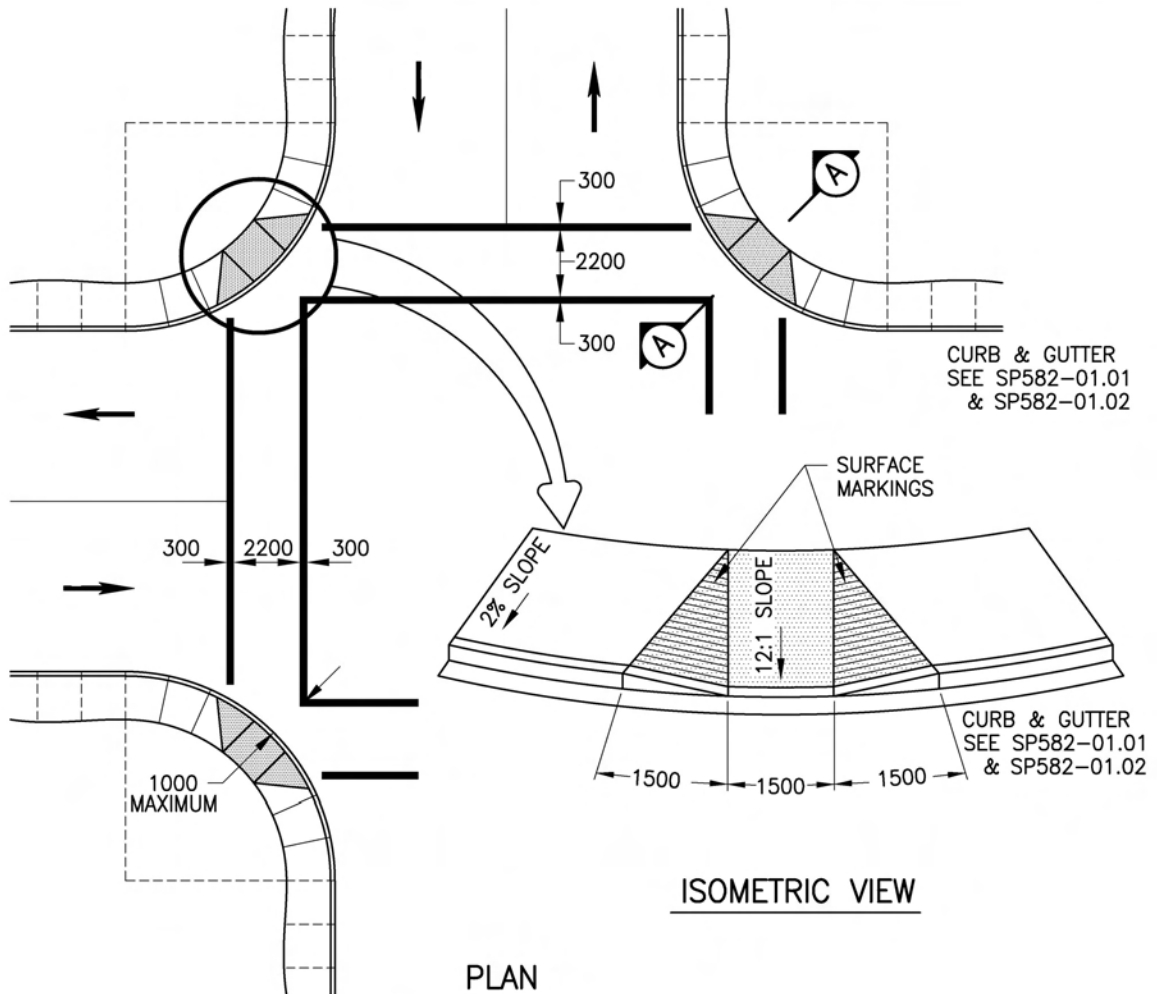 300
2200
300
A
A
CURB & GUTTER
SEE SP582-01.01
& SP582-01.02
SURFACE
MARKINGS
300
2200
300
2% SLOPE
12:1 SLOPE
1000
MAXIMUM
CURB & GUTTER
SEE SP582-01.01
& SP582-01.02
1500
1500
1500
ISOMETRIC VIEW
PLAN